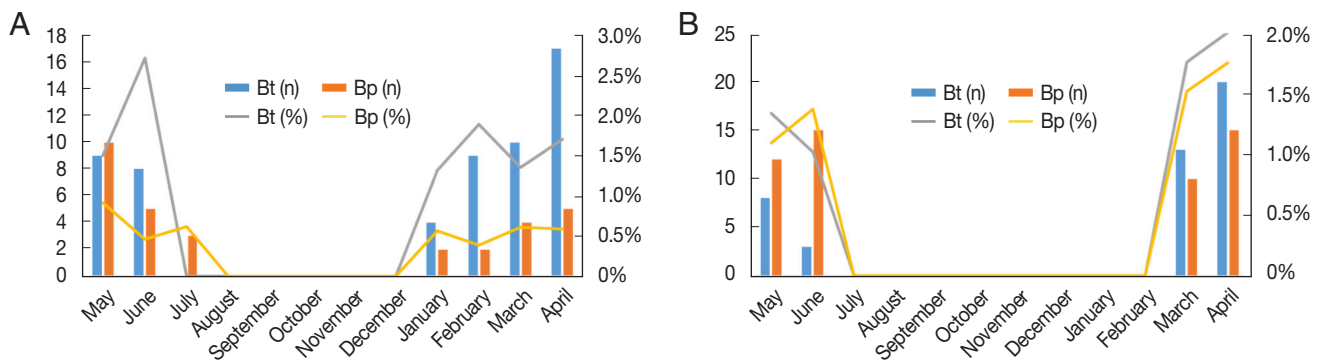 A
18
16
14
12
10
8
6
4
2
0
3.0%
2.5%
2.0%
1.5%
1.0%
0.5%
0%
Bt (n) Bp (n)
Bt (%) Bp (%)
May
June
July
August
September
October
November
December
January
February
March
April
B
25
20
15
10
5
0
2.0%
1.5%
1.0%
0.5%
0%
Bt (n) Bp (n)
Bt (%) Bp (%)
May
June
July
August
September
October
November
December
January
February
March
April